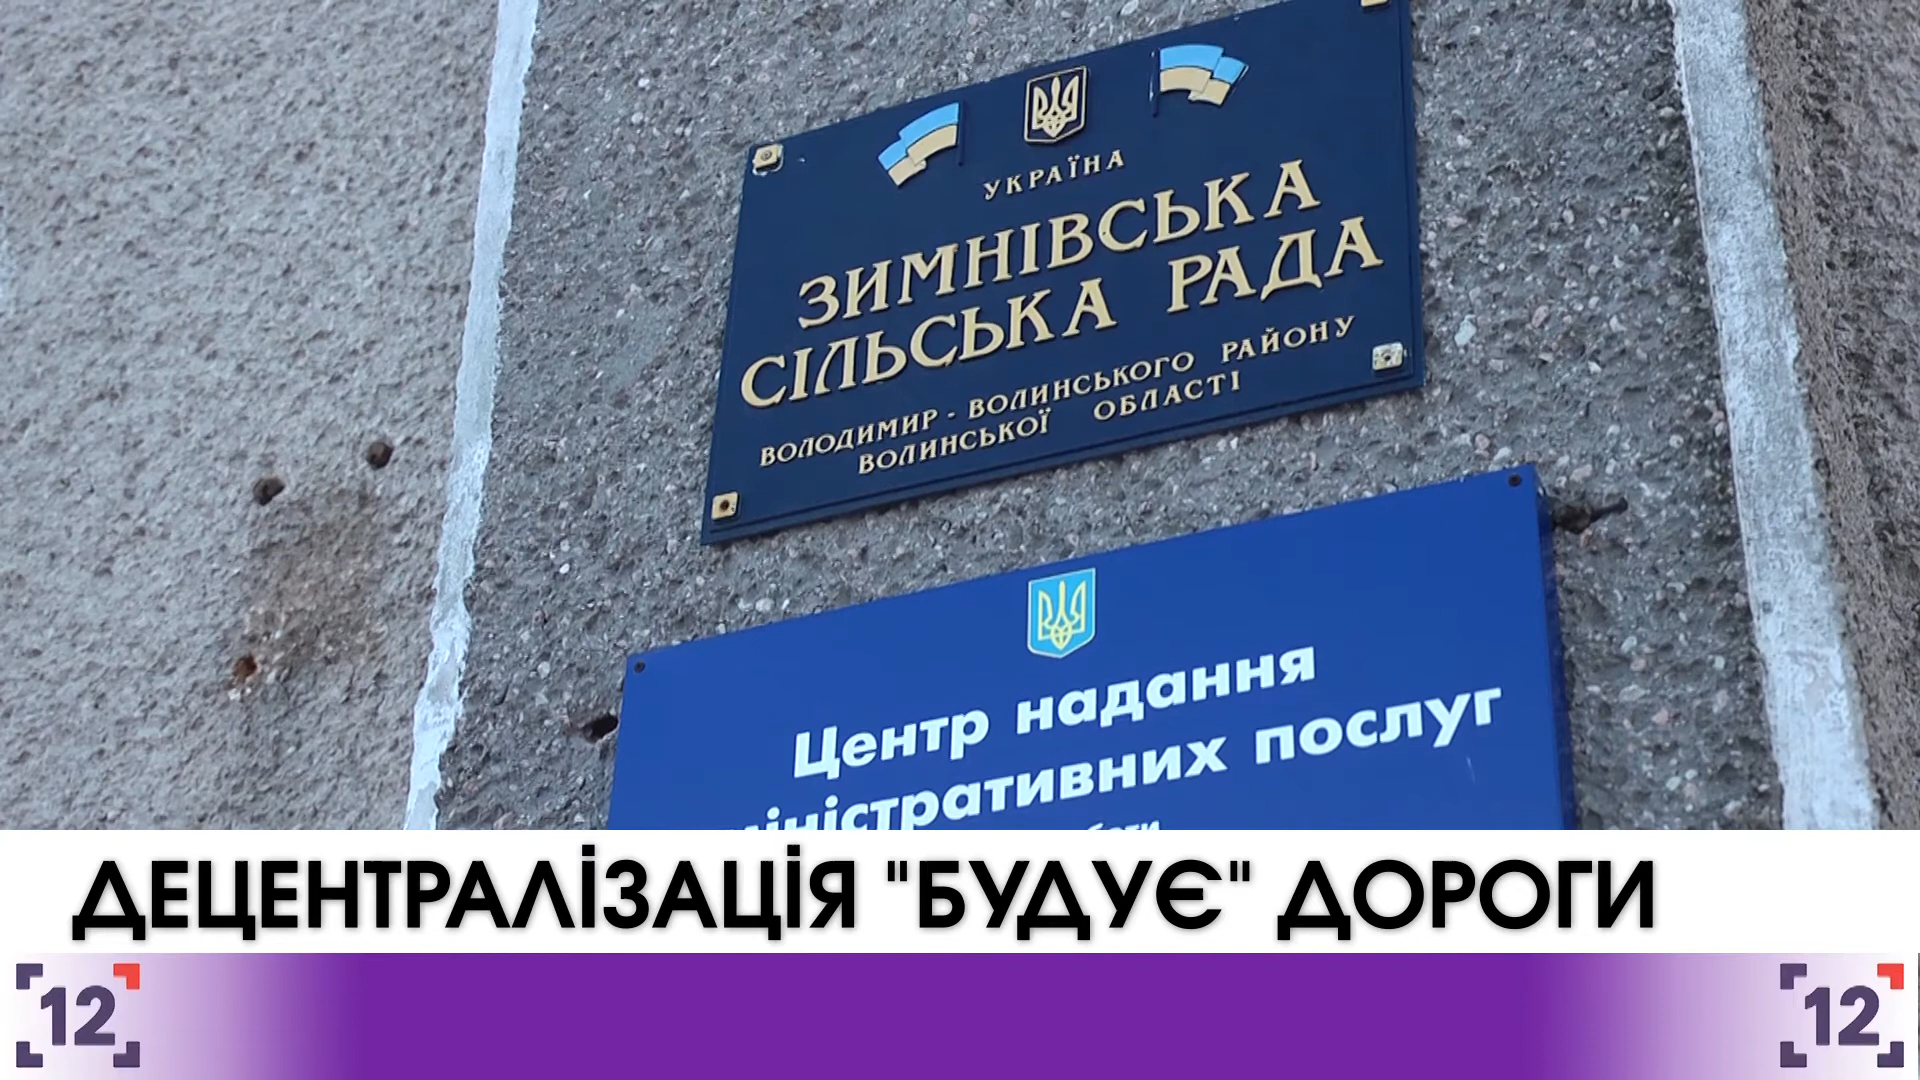 УКРАЇНА
ЗИМНІВСЬКА
СІЛЬСЬКА РАДА
ВОЛОДИМИР - ВОЛИНСЬКОГО РАЙОНУ
ВОЛИНСЬКОЇ ОБЛАСТІ
Центр надання
послуг
ДЕЦЕНТРАЛІЗАЦІЯ "БУДУЄ" ДОРОГИ
12
12